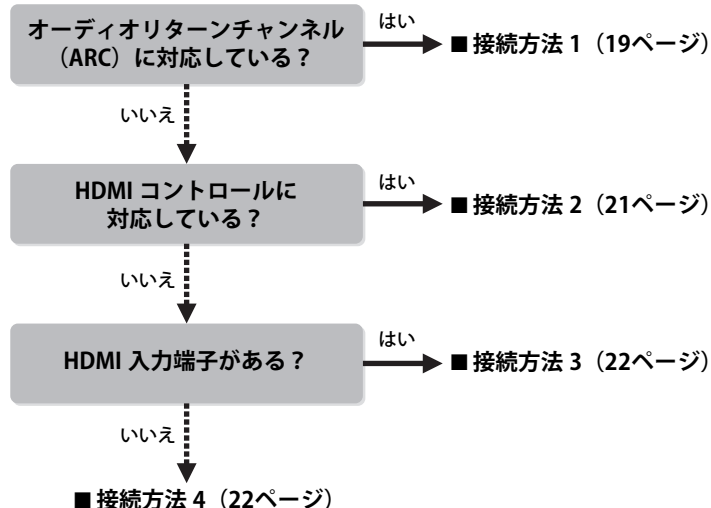 オーディオリターンチャンネル
（ARC）に対応している？
はい
■ 接続方法 1（19ページ）
いいえ
HDMI コントロールに
対応している？
はい
■ 接続方法 2（21ページ）
いいえ
HDMI 入力端子がある？
はい
■ 接続方法 3（22ページ）
いいえ
■ 接続方法 4（22ページ）